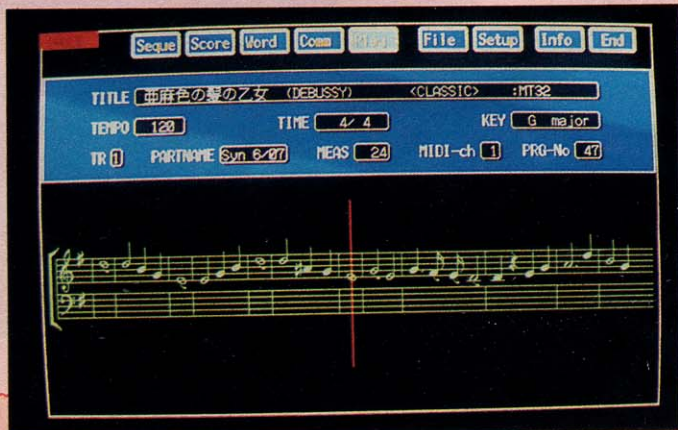 Seque Score Word Comm File Setup Info End
TITLE 亜麻色の髪の乙女 (DEBUSSY) <CLASSIC> :MT32
TEMPO 120 TIME 4/ 4 KEY G major
TR 1 PARTNAME Syn 6/07 MEAS 24 MIDI-ch 1 PRG-No 47